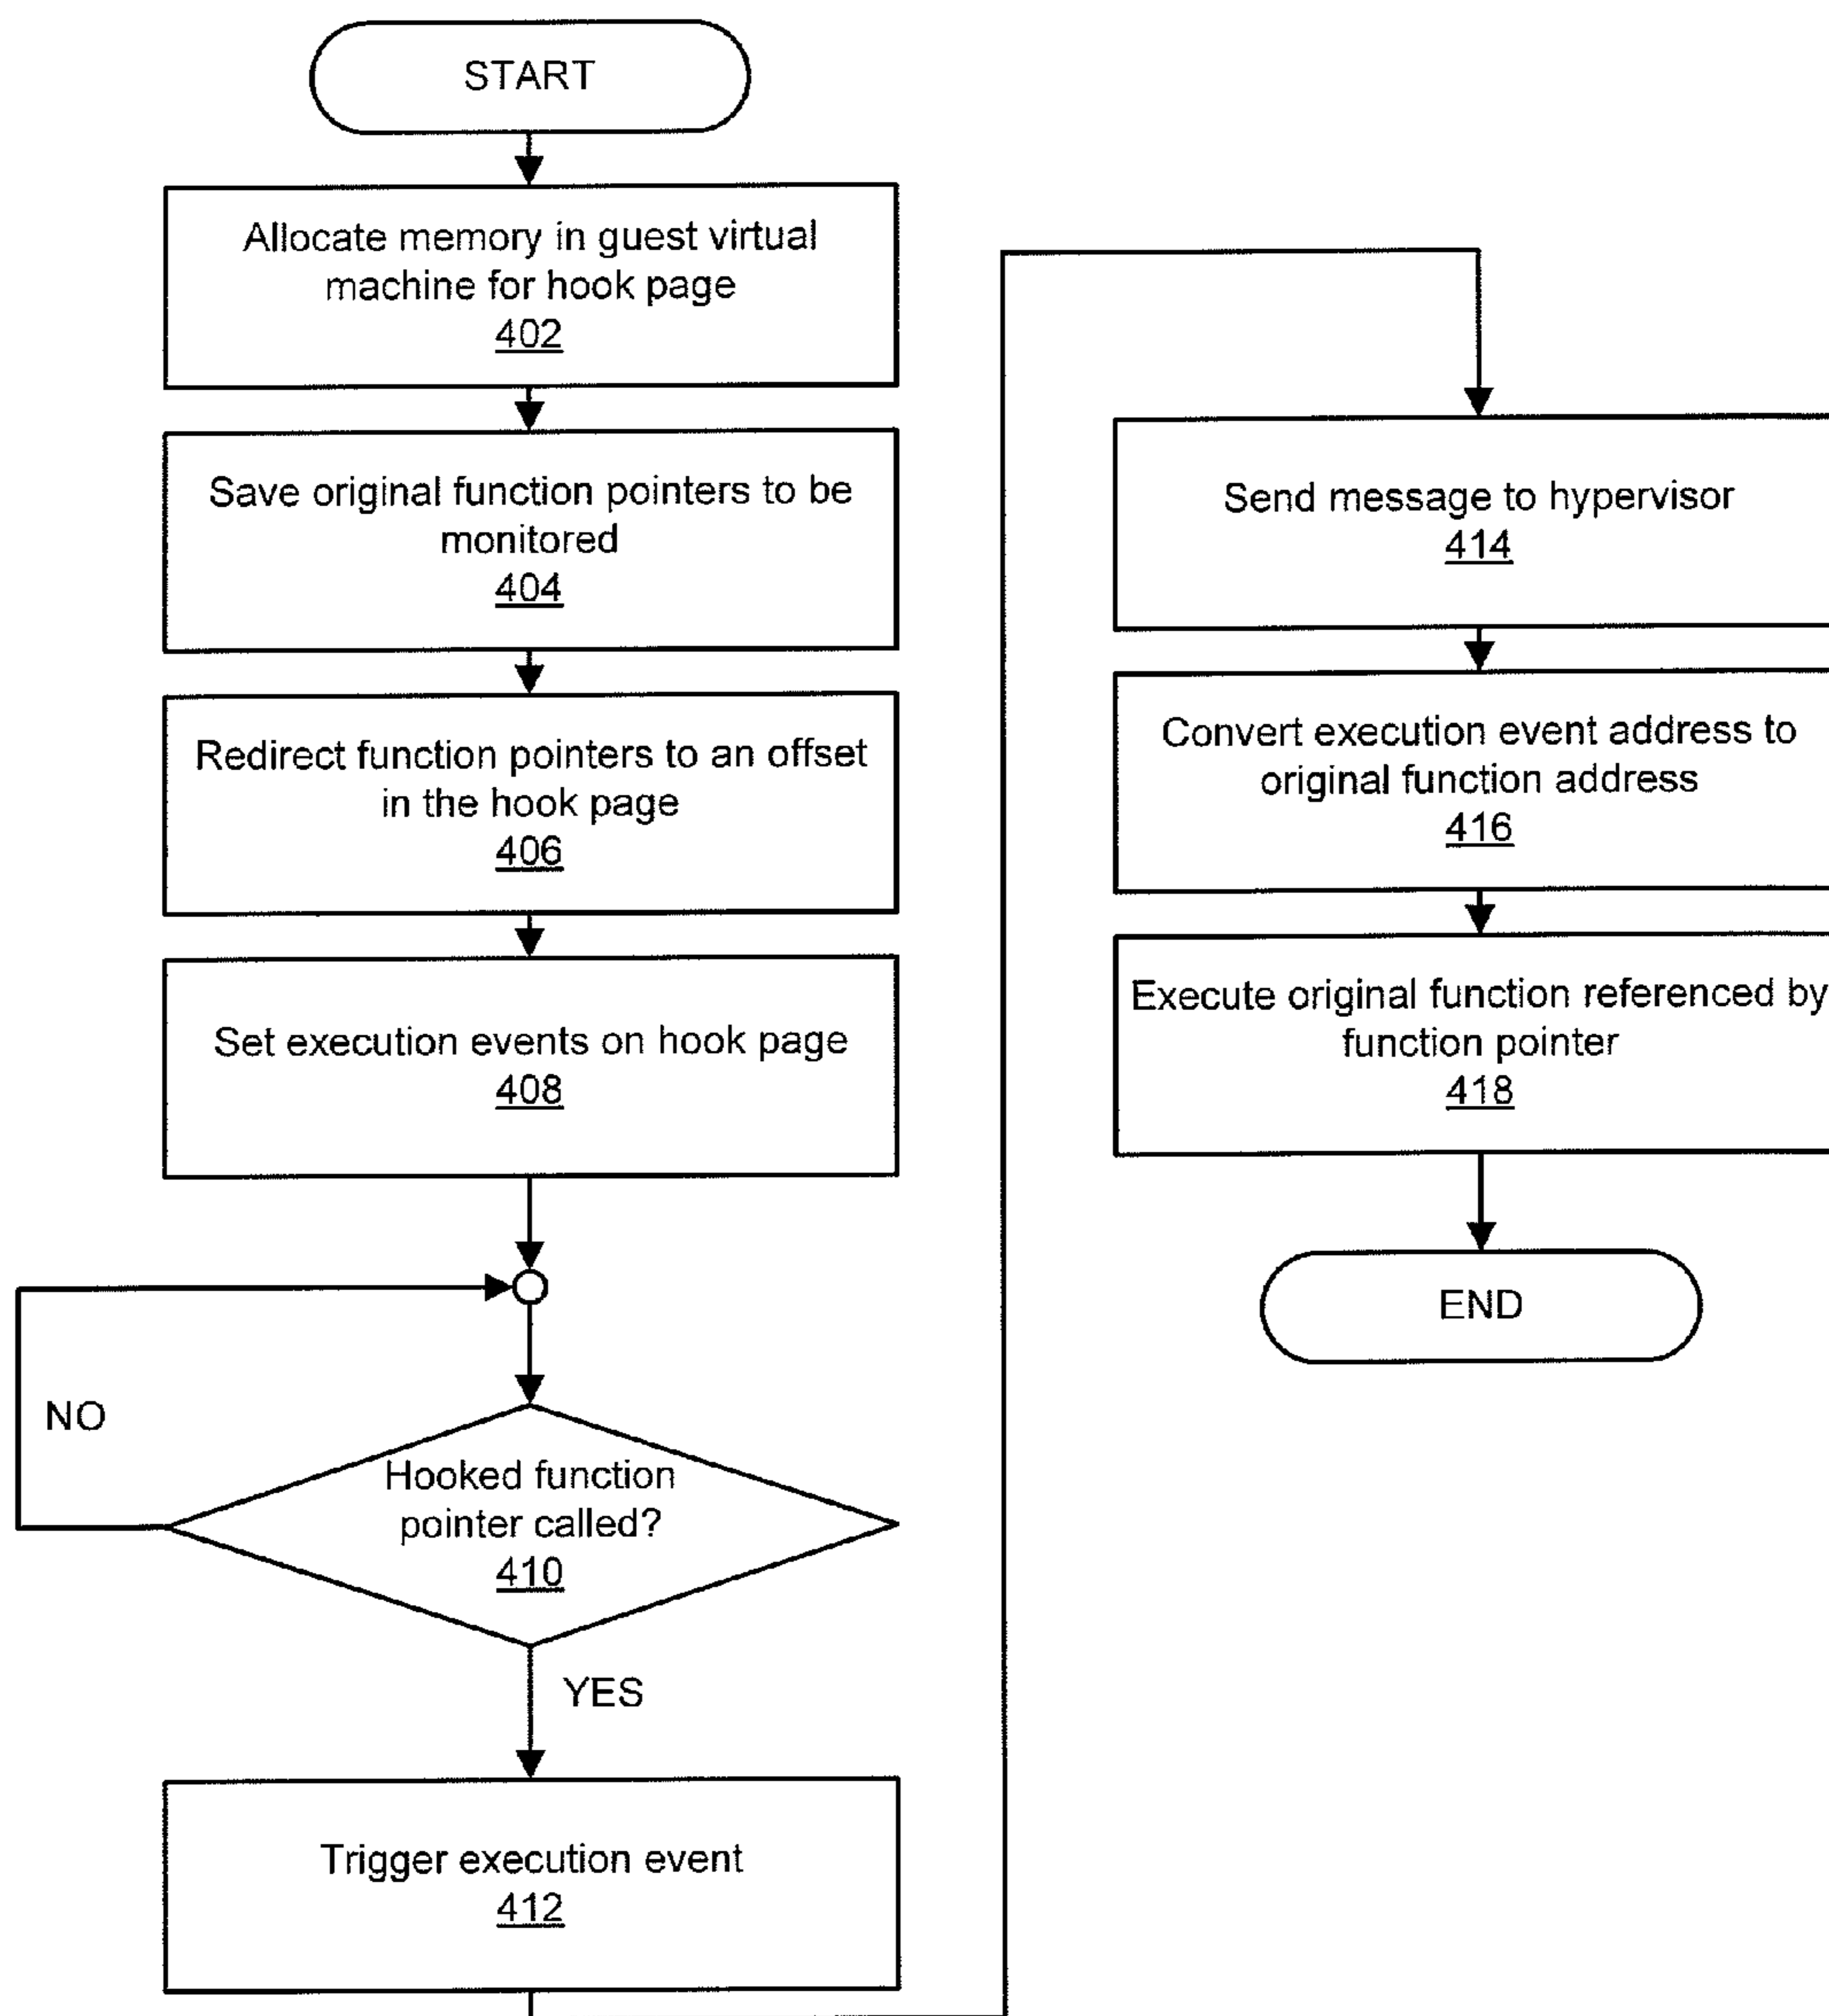 START
Allocate memory in guest virtual
machine for hook page
402
Save original function pointers to be
monitored
404
Redirect function pointers to an offset
in the hook page
406
Set execution events on hook page
408
NO
Hooked function
pointer called?
410
YES
Trigger execution event
412
Send message to hypervisor
414
Convert execution event address to
original function address
416
Execute original function referenced by
function pointer
418
END